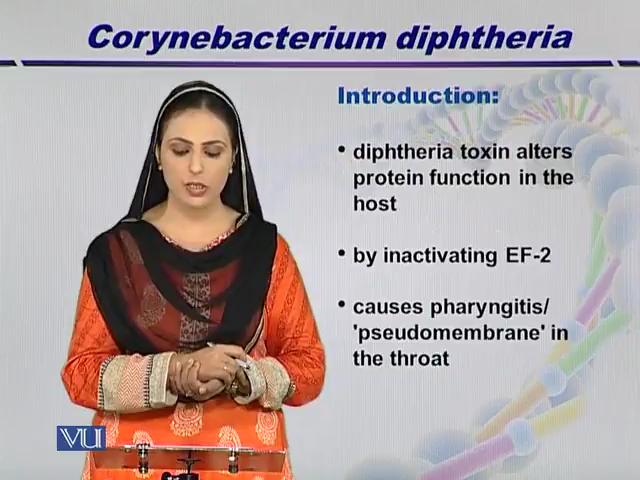 Corynebacterium diphtheria
Introduction:
• diphtheria toxin alters
protein function in the
host
• by inactivating EF-2
• causes pharyngitis/
'pseudomembrane' in
the throat
VU